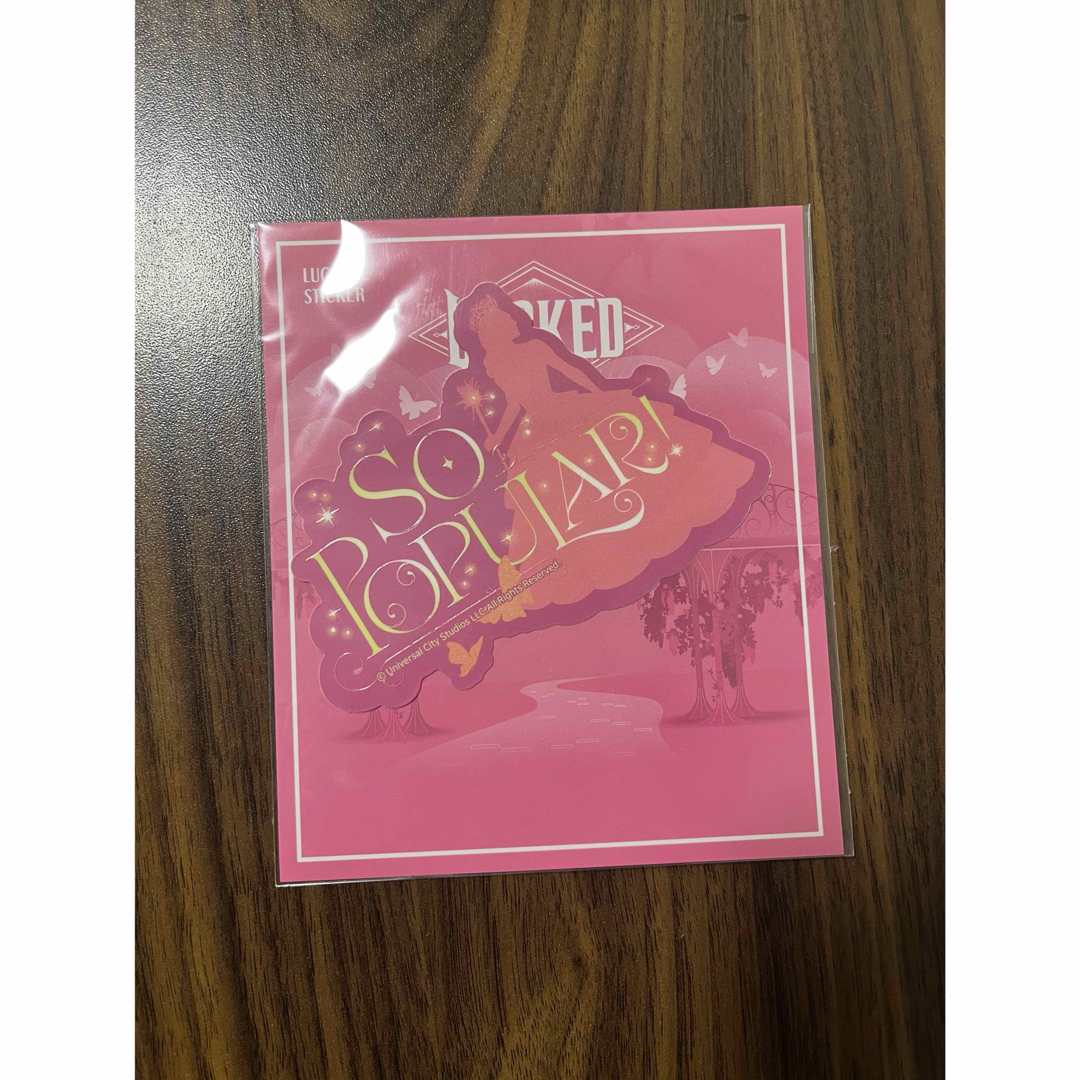 STICKER
SO
POPULAR!
© Universal City Studios LLC. All Rights Reserved.